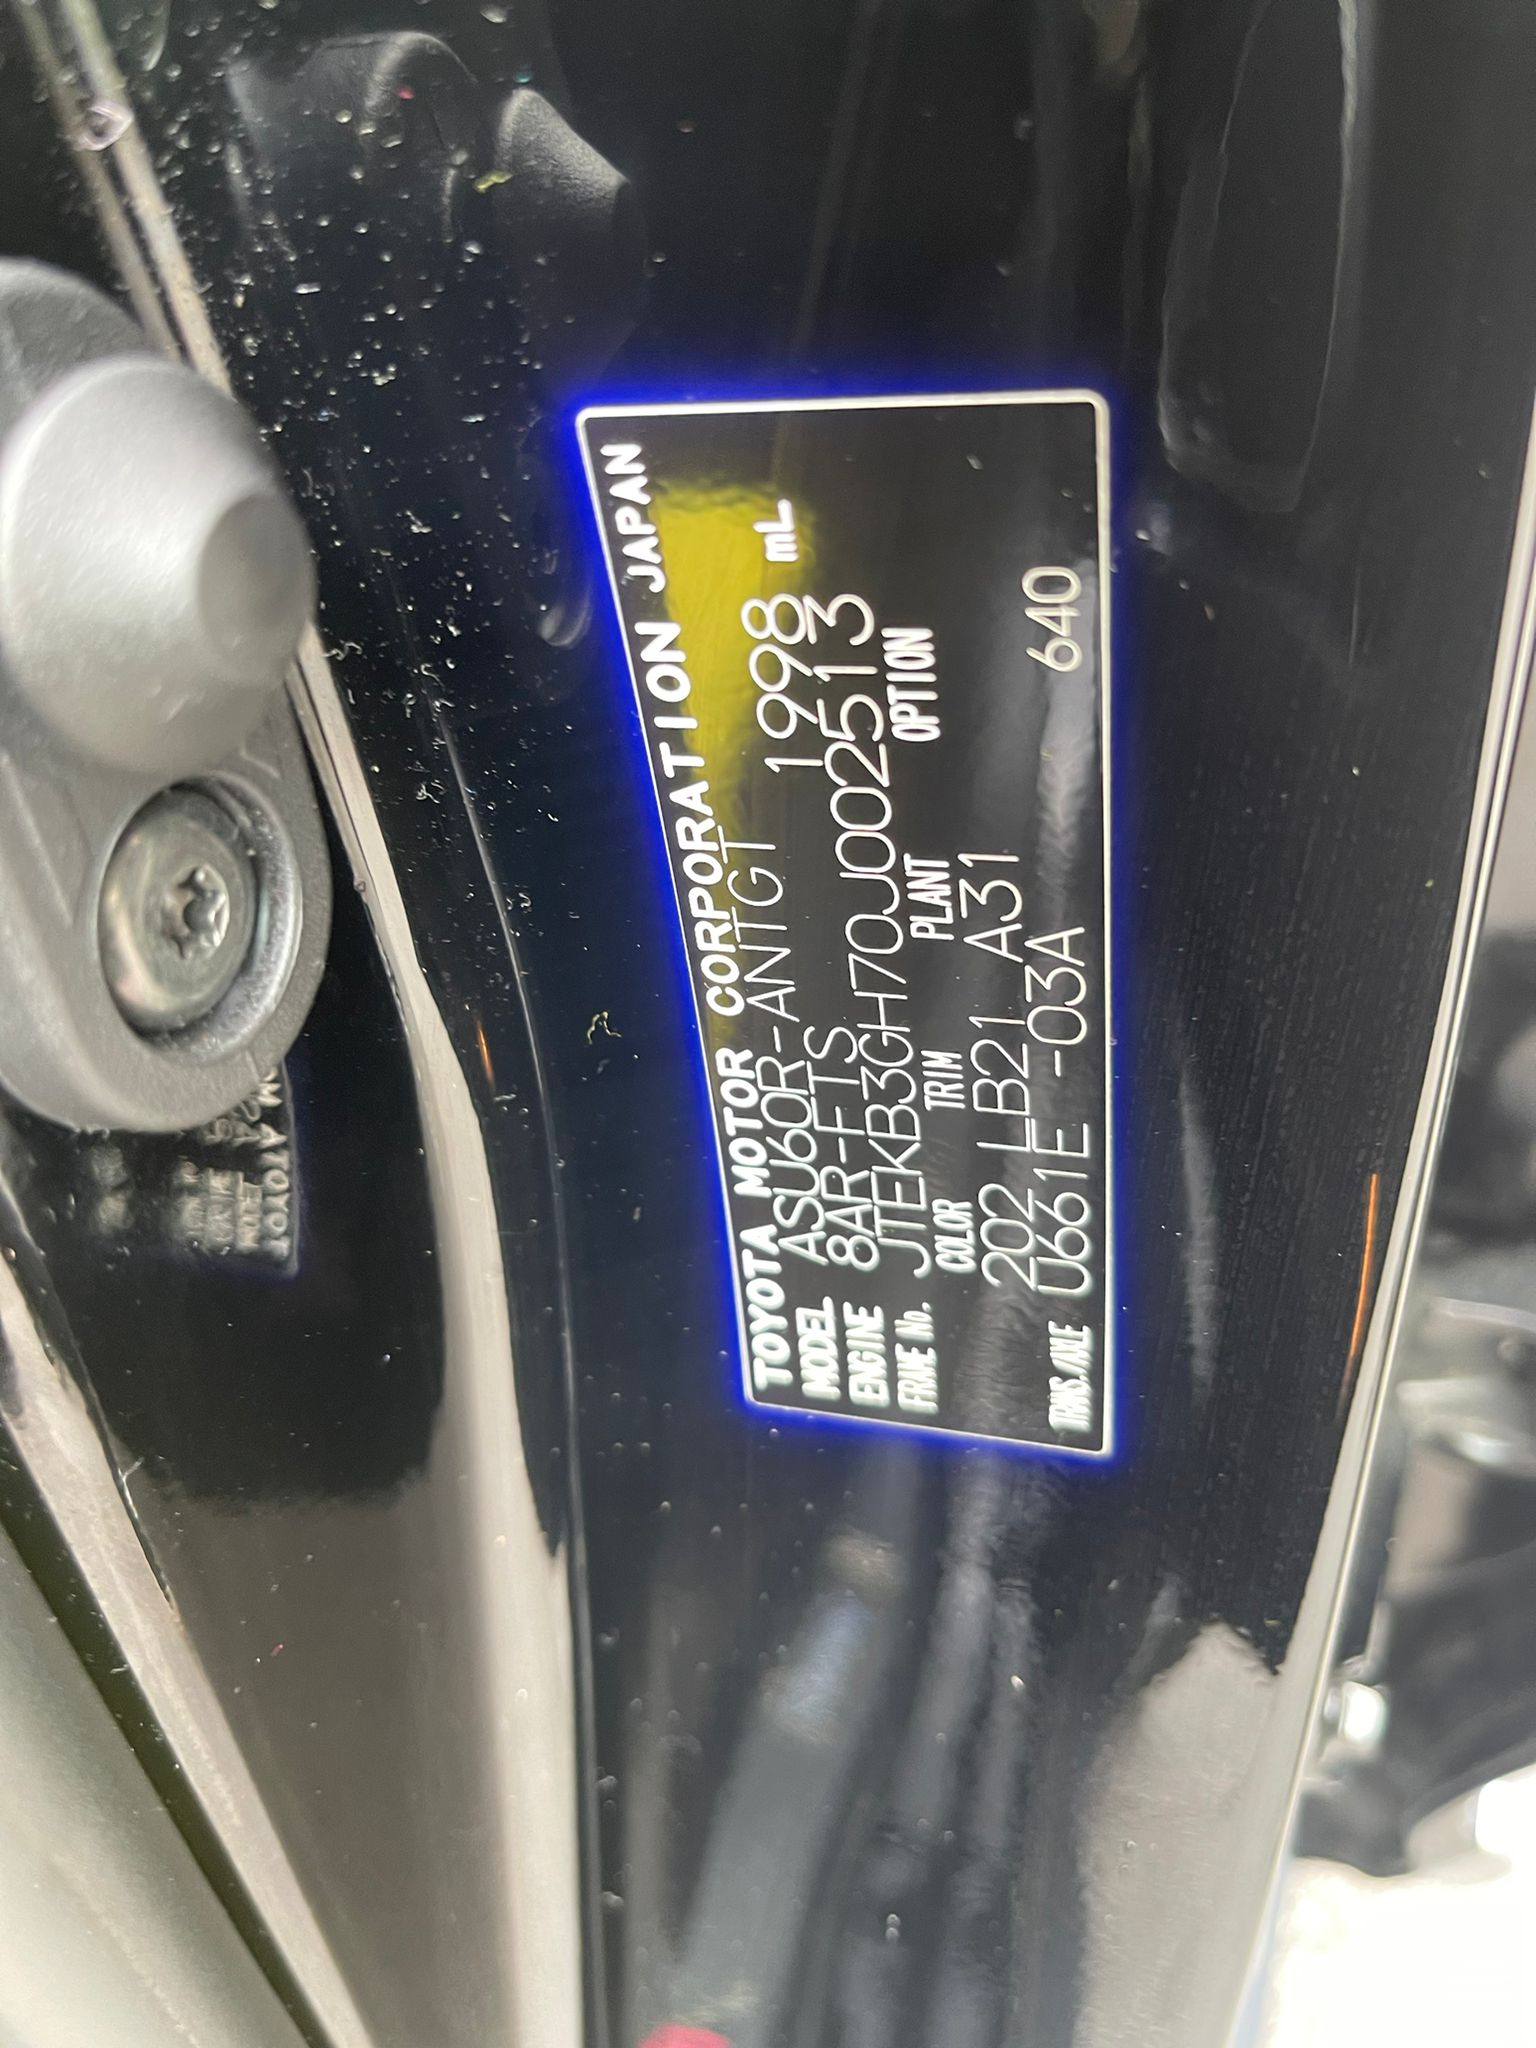 TOYOTA MOTOR CORPORATION JAPAN
MODEL ASU60R-ANTGT 1998 mL
ENGINE 8AR-FTS
FRAME No. JTEKB3GH70J002513
COLOR TRIM PLANT OPTION
202 LB21 A31
TRANS./AXLE U661E -03A 640